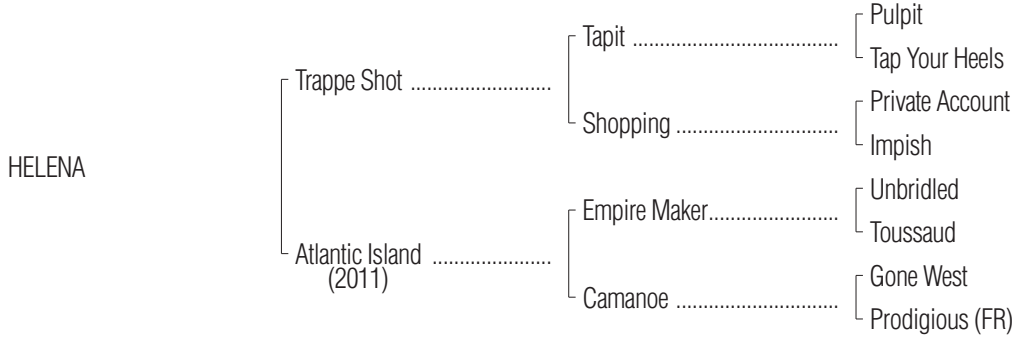 Pulpit
Tapit ..........................................
Tap Your Heels
Trappe Shot ............................
Private Account
Shopping .................................
Impish
HELENA
Unbridled
Empire Maker..........................
Toussaud
Atlantic Island ........................
(2011)
Gone West
Camanoe .................................
Prodigious (FR)